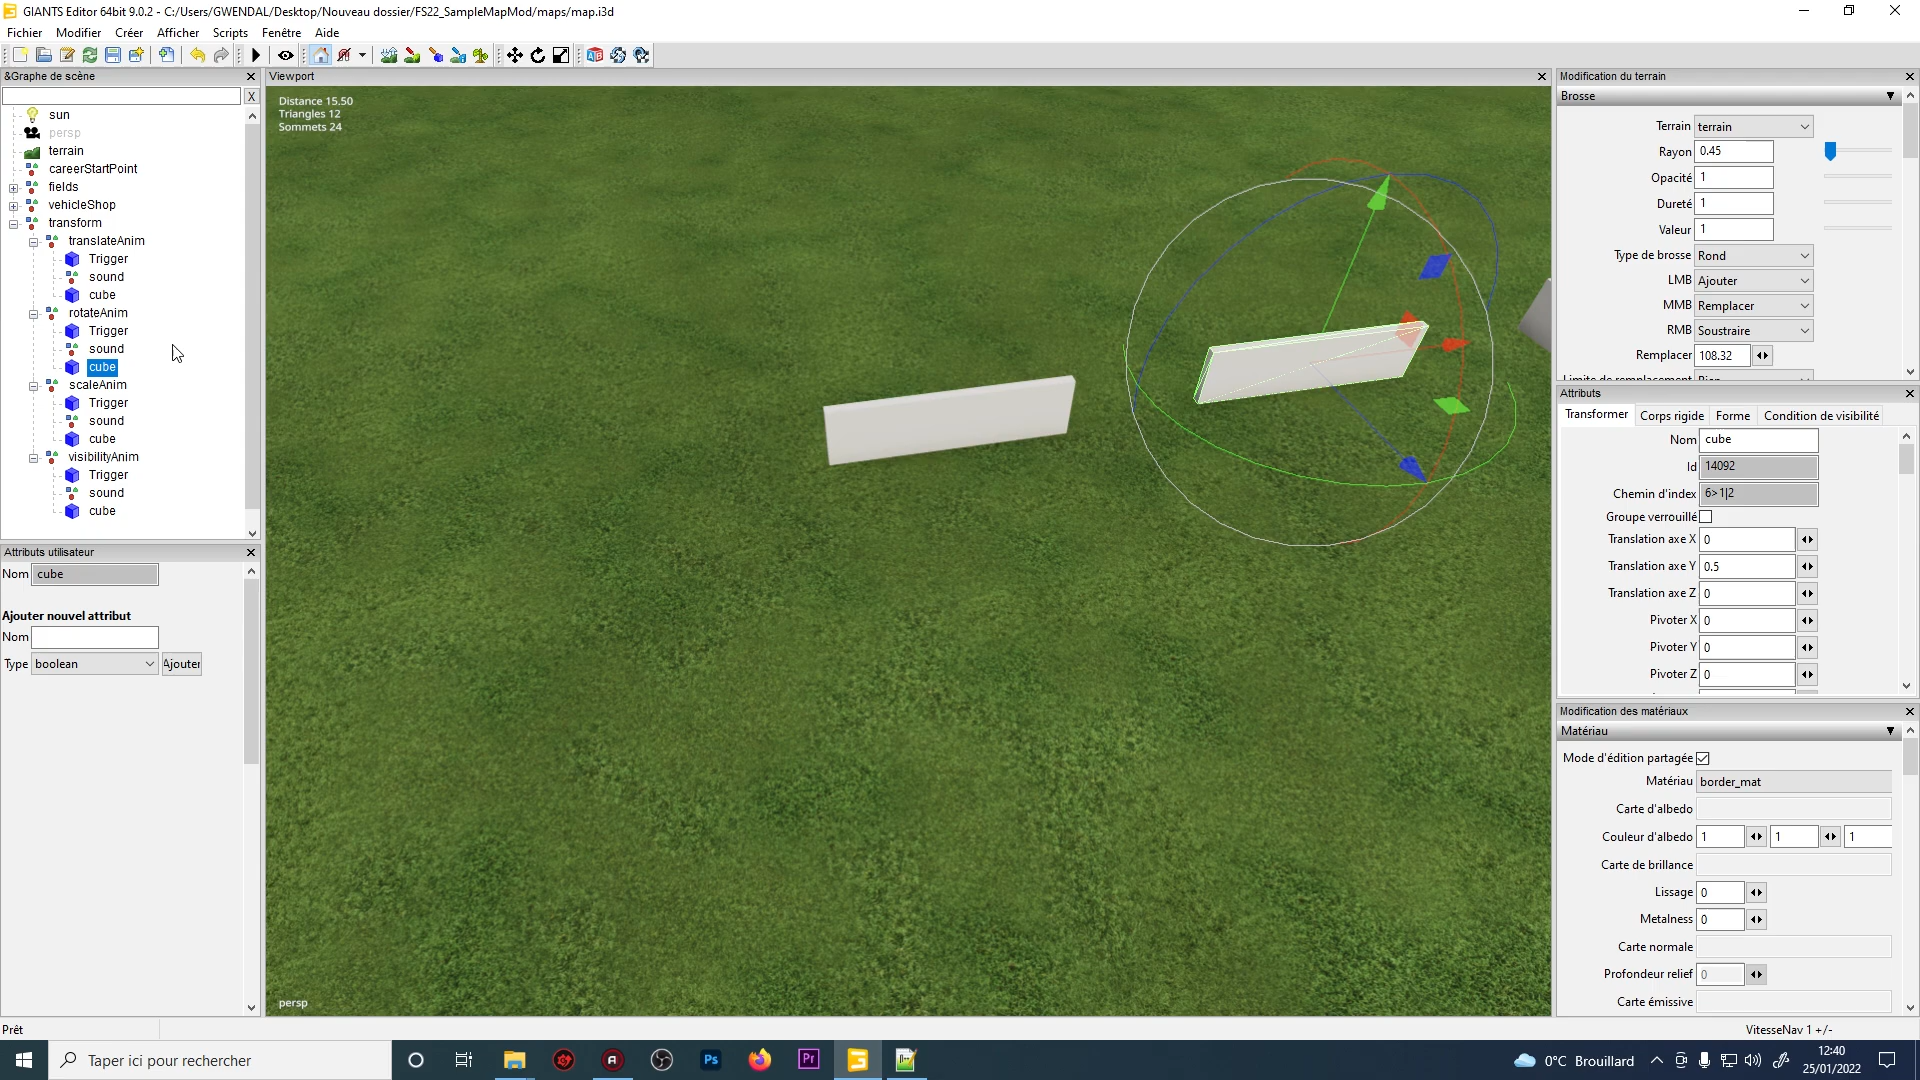 GIANTS Editor 64bit 9.0.2 - C:/Users/GWENDAL/Desktop/Nouveau dossier/FS22_SampleMapMod/maps/map.i3d
Fichier Modifier Créer Afficher Scripts Fenêtre Aide
&Graphe de scène
X
sun
persp
terrain
careerStartPoint
fields
vehicleShop
transform
translateAnim
Trigger
sound
cube
rotateAnim
Trigger
sound
cube
scaleAnim
Trigger
sound
cube
visibilityAnim
Trigger
sound
cube
Attributs utilisateur
Nom cube
Ajouter nouvel attribut
Nom
Type boolean Ajouter
Viewport
Distance 15.50
Triangles 12
Sommets 24
persp
Modification du terrain
Brosse
Terrain terrain
Rayon 0.45
Opacité 1
Dureté 1
Valeur 1
Type de brosse Rond
LMB Ajouter
MMB Remplacer
RMB Soustraire
Remplacer 108.32
Attributs
Transformer Corps rigide Forme Condition de visibilité
Nom cube
Id 14092
Chemin d'index 6>1|2
Groupe verrouillé
Translation axe X 0
Translation axe Y 0.5
Translation axe Z 0
Pivoter X 0
Pivoter Y 0
Pivoter Z 0
Modification des matériaux
Matériau
Mode d'édition partagée
Matériau border_mat
Carte d'albedo
Couleur d'albedo 1 1 1
Carte de brillance
Lissage 0
Metalness 0
Carte normale
Profondeur relief 0
Carte émissive
Prêt
VitesseNav 1 +/-
Taper ici pour rechercher
Ps
Pr
0°C Brouillard
12:40
25/01/2022